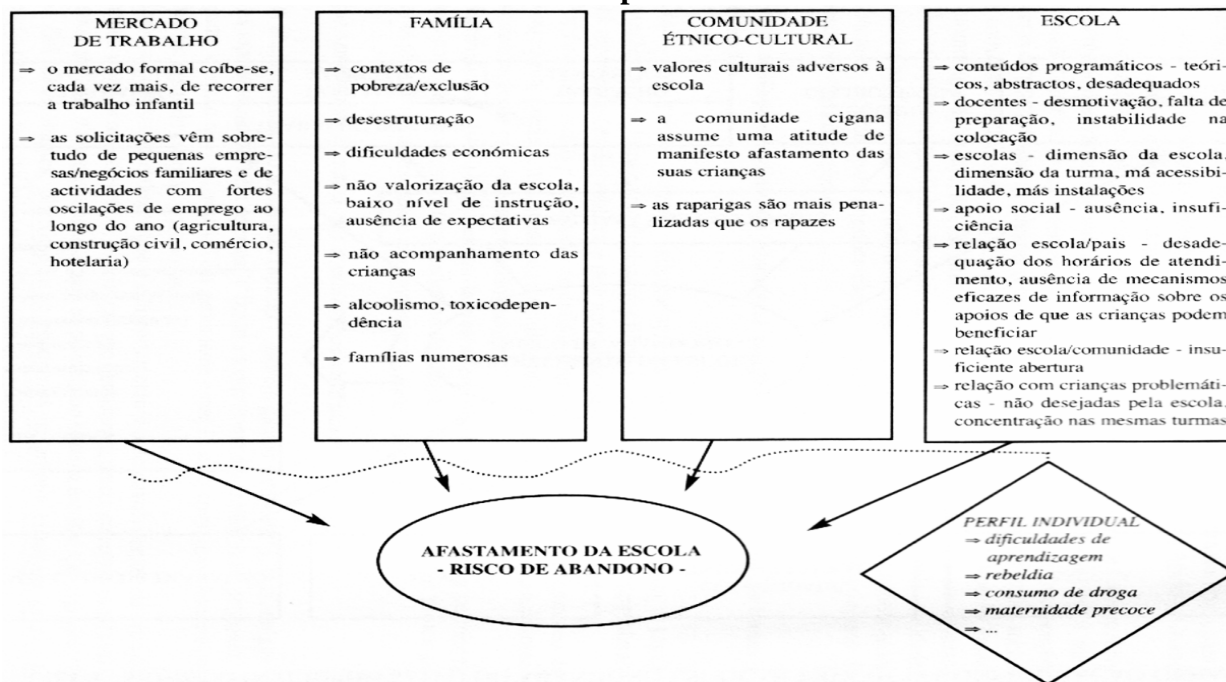 MERCADO
DE TRABALHO
⇒ o mercado formal coíbe-se,
cada vez mais, de recorrer
a trabalho infantil
⇒ as solicitações vêm sobre-
tudo de pequenas empre-
sas/negócios familiares e de
actividades com fortes
oscilações de emprego ao
longo do ano (agricultura,
construção civil, comércio,
hotelaria)
FAMÍLIA
⇒ contextos de
pobreza/exclusão
⇒ desestruturação
⇒ dificuldades económicas
⇒ não valorização da escola,
baixo nível de instrução,
ausência de expectativas
⇒ não acompanhamento das
crianças
⇒ alcoolismo, toxicodepen-
dência
⇒ famílias numerosas
COMUNIDADE
ÉTNICO-CULTURAL
⇒ valores culturais adversos à
escola
⇒ a comunidade cigana
assume uma atitude de
manifesto afastamento das
suas crianças
⇒ as raparigas são mais pena-
lizadas que os rapazes
ESCOLA
⇒ conteúdos programáticos - teóri-
cos, abstractos, desadequados
⇒ docentes - desmotivação, falta de
preparação, instabilidade na
colocação
⇒ escolas - dimensão da escola,
dimensão da turma, má acessibi-
lidade, más instalações
⇒ apoio social - ausência, insufi-
ciência
⇒ relação escola/pais - desade-
quação dos horários de atendi-
mento, ausência de mecanismos
eficazes de informação sobre os
apoios de que as crianças podem
beneficiar
⇒ relação escola/comunidade - insu-
ficiente abertura
⇒ relação com crianças problemáti-
cas - não desejadas pela escola,
concentração nas mesmas turmas
AFASTAMENTO DA ESCOLA
- RISCO DE ABANDONO -
PERFIL INDIVIDUAL
⇒ dificuldades de
aprendizagem
⇒ rebeldia
⇒ consumo de droga
⇒ maternidade precoce
⇒ ...